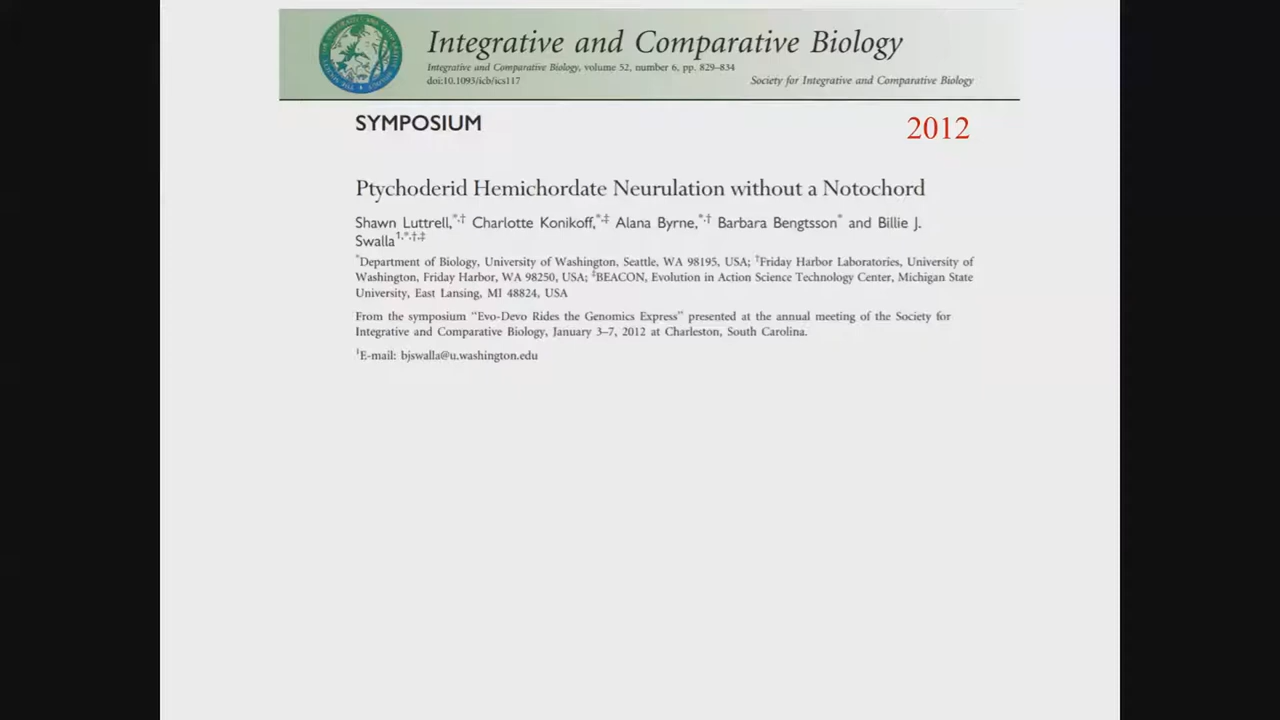 Integrative and Comparative Biology
Integrative and Comparative Biology, volume 52, number 6, pp. 829–834
doi:10.1093/icb/ics117
Society for Integrative and Comparative Biology
SYMPOSIUM
2012
Ptychoderid Hemichordate Neurulation without a Notochord
Shawn Luttrell,*,† Charlotte Konikoff,*,‡ Alana Byrne,*,† Barbara Bengtsson* and Billie J.
Swalla1,*,†,‡
*Department of Biology, University of Washington, Seattle, WA 98195, USA; †Friday Harbor Laboratories, University of
Washington, Friday Harbor, WA 98250, USA; ‡BEACON, Evolution in Action Science Technology Center, Michigan State
University, East Lansing, MI 48824, USA
From the symposium “Evo-Devo Rides the Genomics Express” presented at the annual meeting of the Society for
Integrative and Comparative Biology, January 3–7, 2012 at Charleston, South Carolina.
1E-mail: bjswalla@u.washington.edu